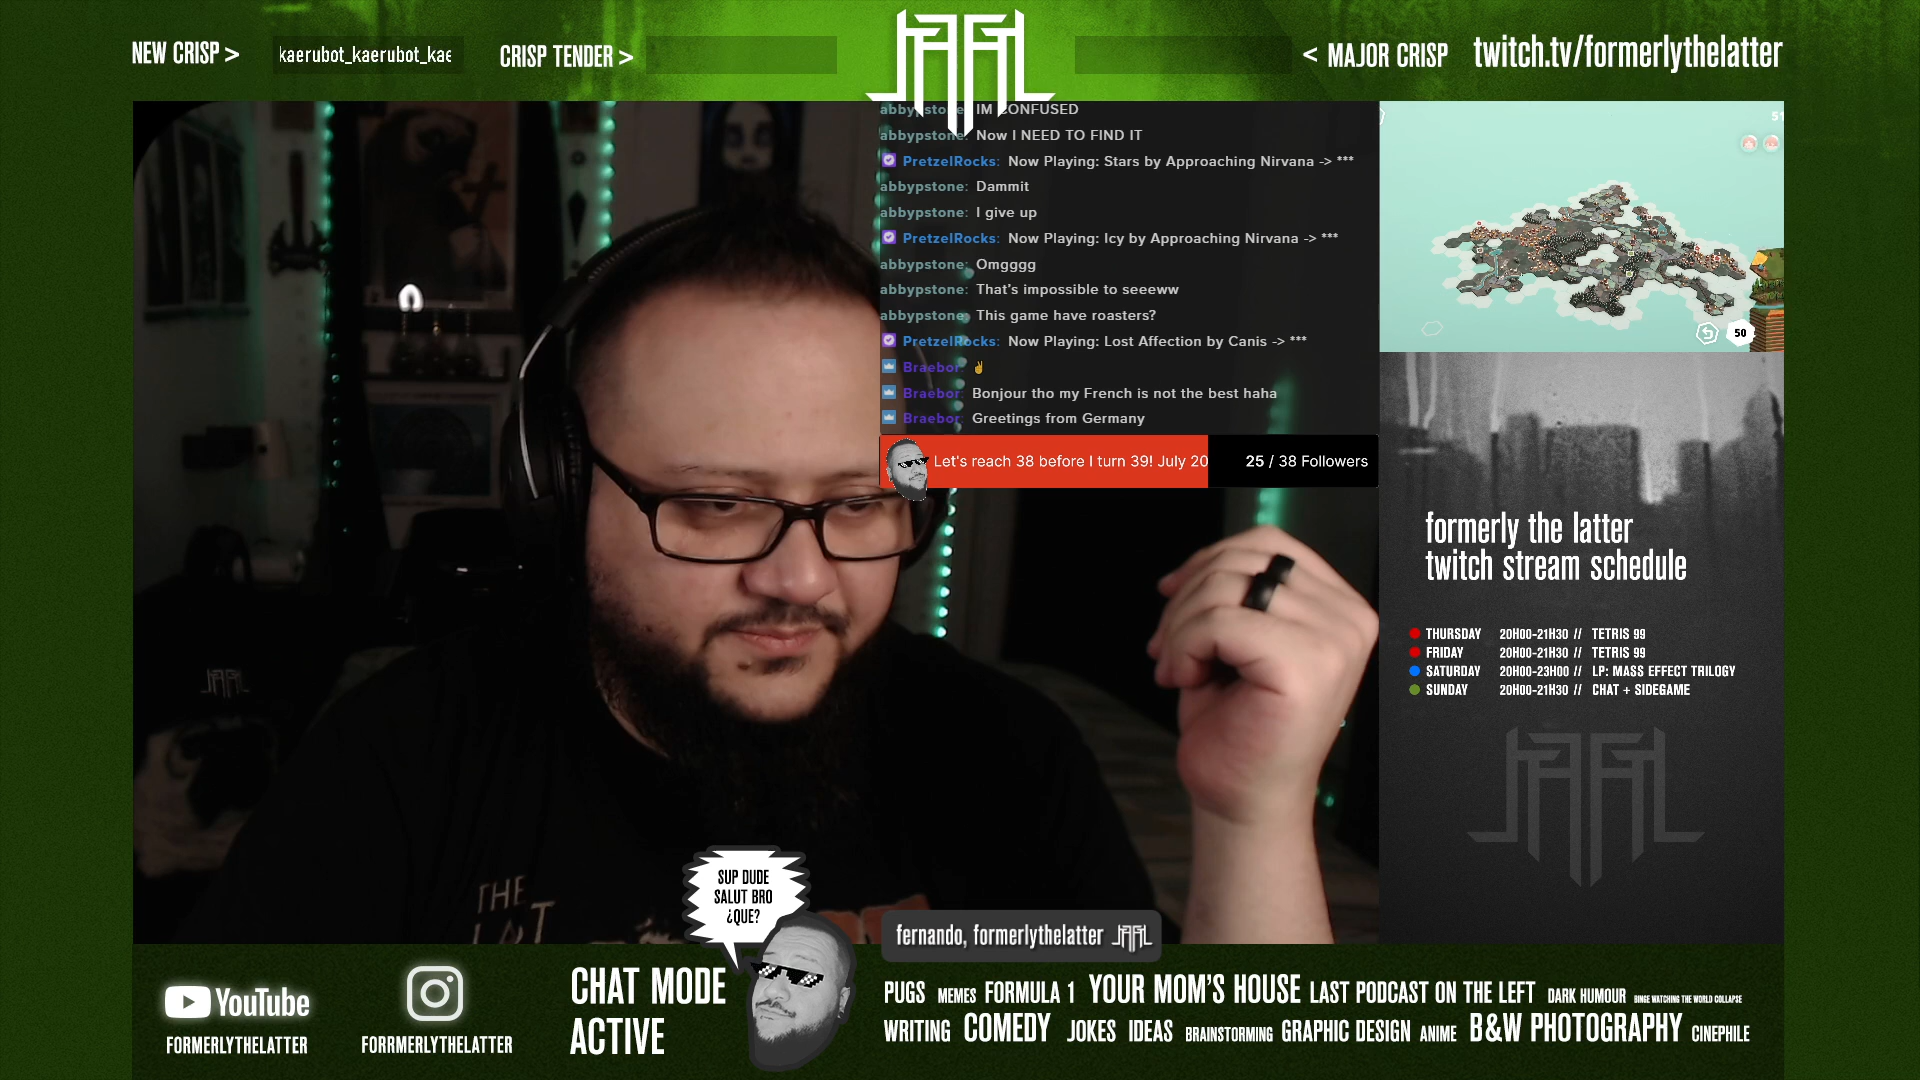 NEW CRISP >
kaerubot_kaerubot_kae
CRISP TENDER >
< MAJOR CRISP
twitch.tv/formerlythelatter
abbypstone: IM CONFUSED
abbypstone: Now I NEED TO FIND IT
PretzelRocks: Now Playing: Stars by Approaching Nirvana -> ***
abbypstone: Dammit
abbypstone: I give up
PretzelRocks: Now Playing: Icy by Approaching Nirvana -> ***
abbypstone: Omgggg
abbypstone: That's impossible to seeeww
abbypstone: This game have roasters?
PretzelRocks: Now Playing: Lost Affection by Canis -> ***
Braebor: ✌
Braebor: Bonjour tho my French is not the best haha
Braebor: Greetings from Germany
Let's reach 38 before I turn 39! July 20
25 / 38 Followers
51
50
formerly the latter
twitch stream schedule
THURSDAY 20H00-21H30 // TETRIS 99
FRIDAY 20H00-21H30 // TETRIS 99
SATURDAY 20H00-23H00 // LP: MASS EFFECT TRILOGY
SUNDAY 20H00-21H30 // CHAT + SIDEGAME
THE
SUP DUDE
SALUT BRO
¿QUE?
fernando, formerlythelatter
YouTube
FORMERLYTHELATTER
FORRMERLYTHELATTER
CHAT MODE
ACTIVE
PUGS MEMES FORMULA 1 YOUR MOM'S HOUSE LAST PODCAST ON THE LEFT DARK HUMOUR BINGE WATCHING THE WORLD COLLAPSE
WRITING COMEDY JOKES IDEAS BRAINSTORMING GRAPHIC DESIGN ANIME B&W PHOTOGRAPHY CINEPHILE